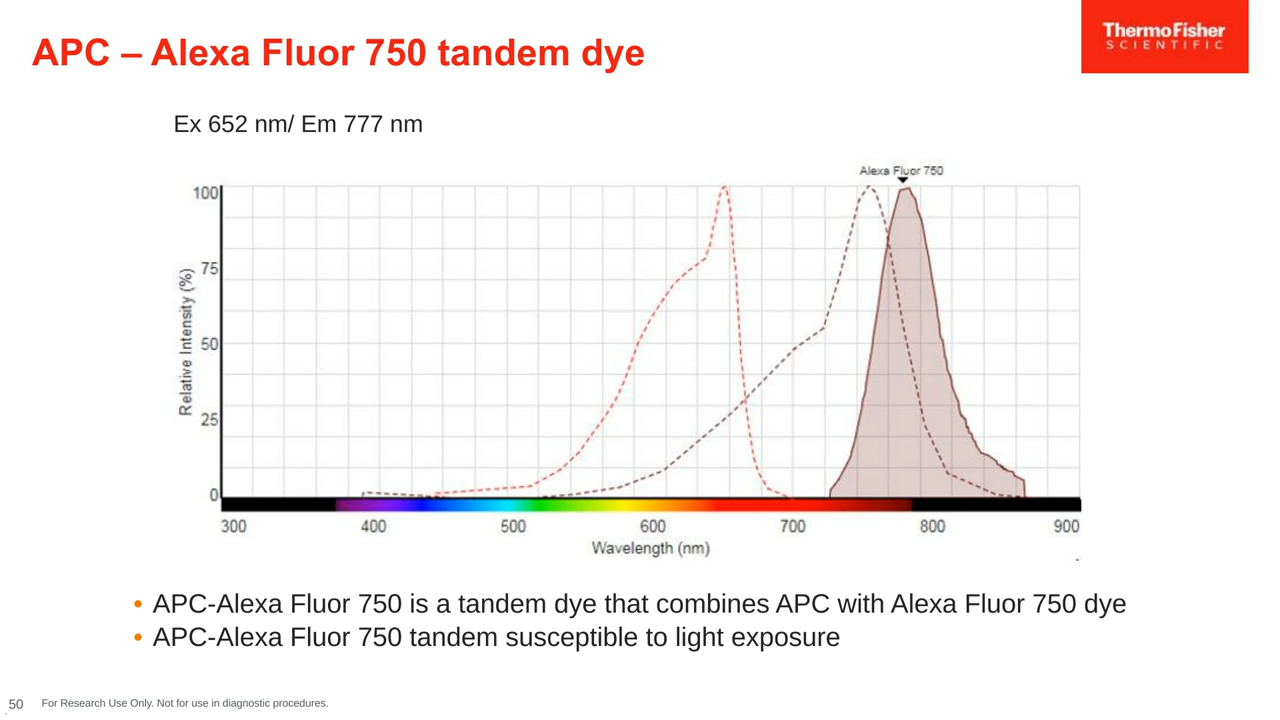 APC – Alexa Fluor 750 tandem dye
ThermoFisher
SCIENTIFIC
Ex 652 nm/ Em 777 nm
Alexa Fluor 750
100
75
50
25
0
Relative Intensity (%)
300 400 500 600 700 800 900
Wavelength (nm)
• APC-Alexa Fluor 750 is a tandem dye that combines APC with Alexa Fluor 750 dye
• APC-Alexa Fluor 750 tandem susceptible to light exposure
50 For Research Use Only. Not for use in diagnostic procedures.